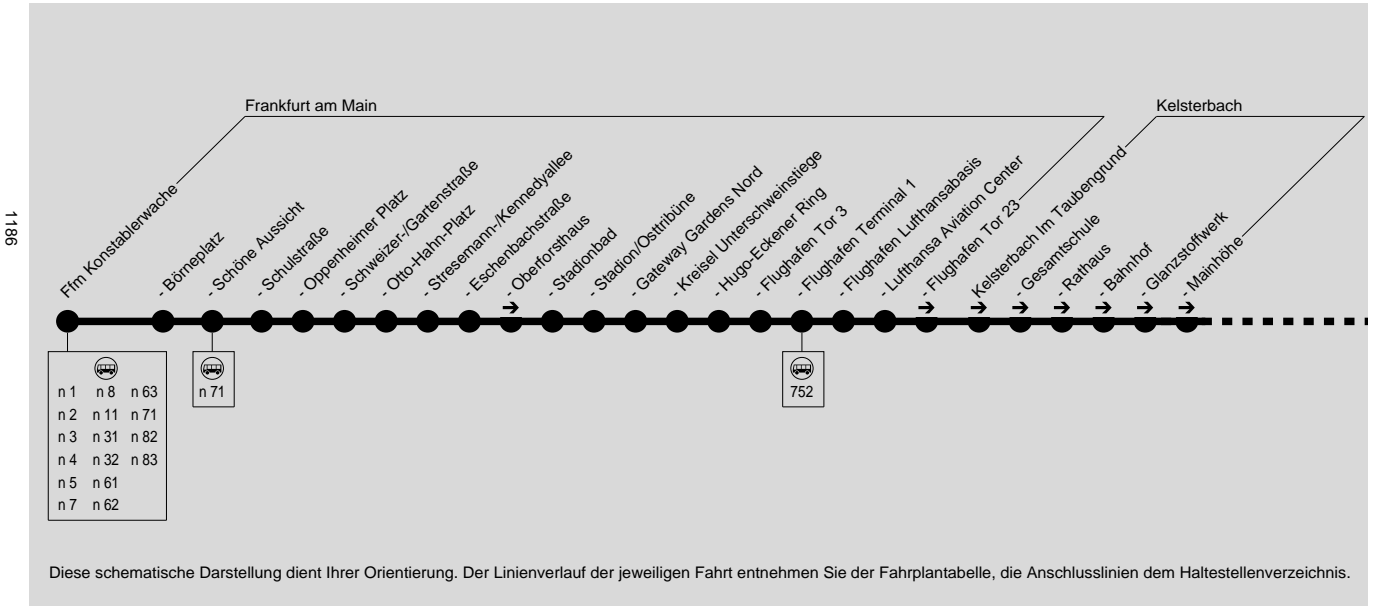 1186
Frankfurt am Main
Kelsterbach
Ffm Konstablerwache
- Börneplatz
- Schöne Aussicht
- Schulstraße
- Oppenheimer Platz
- Schweizer-/Gartenstraße
- Otto-Hahn-Platz
- Stresemann-/Kennedyallee
- Eschenbachstraße
- Oberforsthaus
- Stadionbad
- Stadion/Osttribüne
- Gateway Gardens Nord
- Kreisel Unterschweinstiege
- Hugo-Eckener Ring
- Flughafen Tor 3
- Flughafen Terminal 1
- Flughafen Lufthansabasis
- Lufthansa Aviation Center
- Flughafen Tor 23
Kelsterbach Im Taubengrund
- Gesamtschule
- Rathaus
- Bahnhof
- Glanzstoffwerk
- Mainhöhe
n 1 n 8 n 63
n 2 n 11 n 71
n 3 n 31 n 82
n 4 n 32 n 83
n 5 n 61
n 7 n 62
n 71
752
Diese schematische Darstellung dient Ihrer Orientierung. Der Linienverlauf der jeweiligen Fahrt entnehmen Sie der Fahrplantabelle, die Anschlusslinien dem Haltestellenverzeichnis.